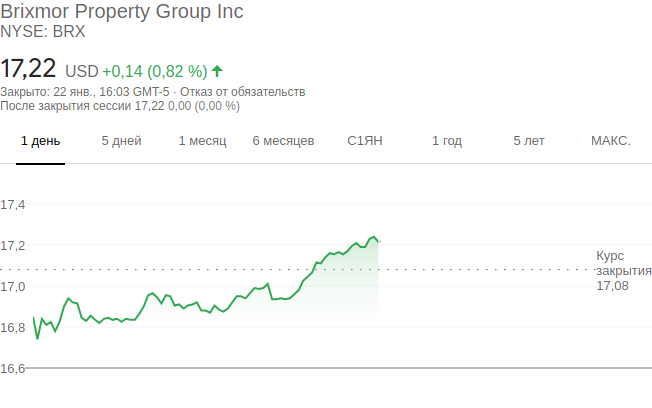 Brixmor Property Group Inc
NYSE: BRX
17,22 USD +0,14 (0,82 %)
Закрыто: 22 янв., 16:03 GMT-5 · Отказ от обязательств
После закрытия сессии 17,22 0,00 (0,00 %)
1 день 5 дней 1 месяц 6 месяцев С1ЯН 1 год 5 лет МАКС.
17,4
17,2
17,0
16,8
16,6
Курс
закрытия
17,08